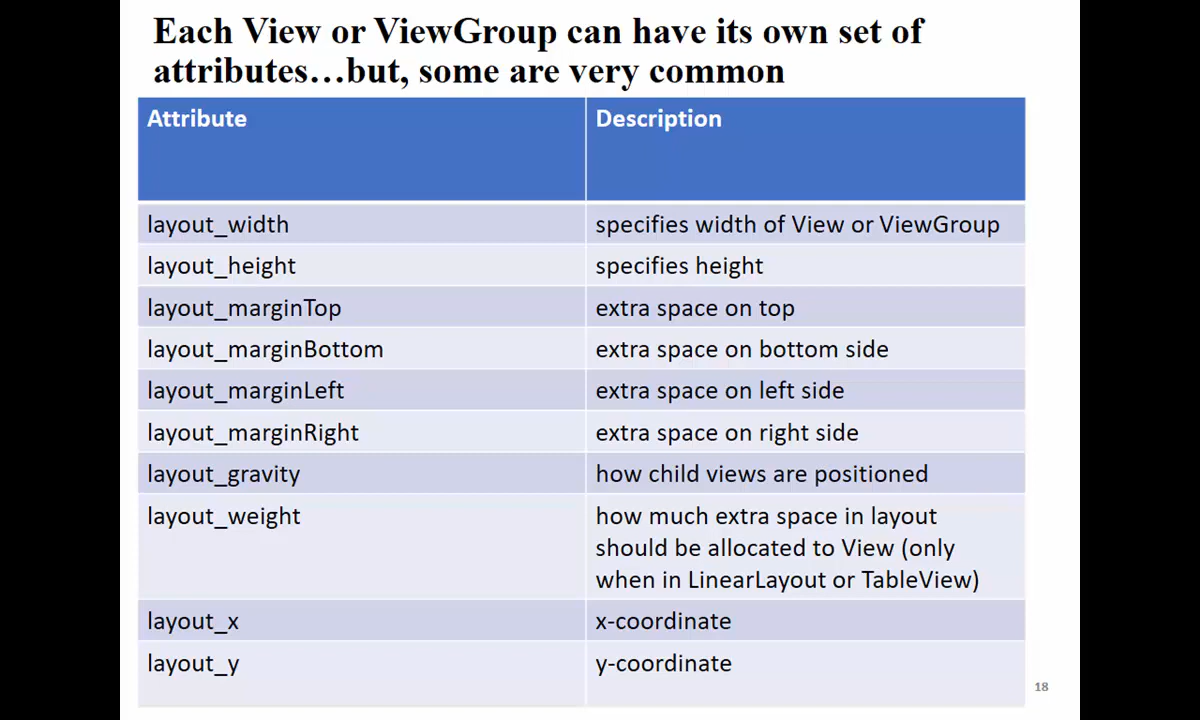 Each View or ViewGroup can have its own set of
attributes…but, some are very common
Attribute Description
layout_width specifies width of View or ViewGroup
layout_height specifies height
layout_marginTop extra space on top
layout_marginBottom extra space on bottom side
layout_marginLeft extra space on left side
layout_marginRight extra space on right side
layout_gravity how child views are positioned
layout_weight how much extra space in layout
should be allocated to View (only
when in LinearLayout or TableView)
layout_x x-coordinate
layout_y y-coordinate
18